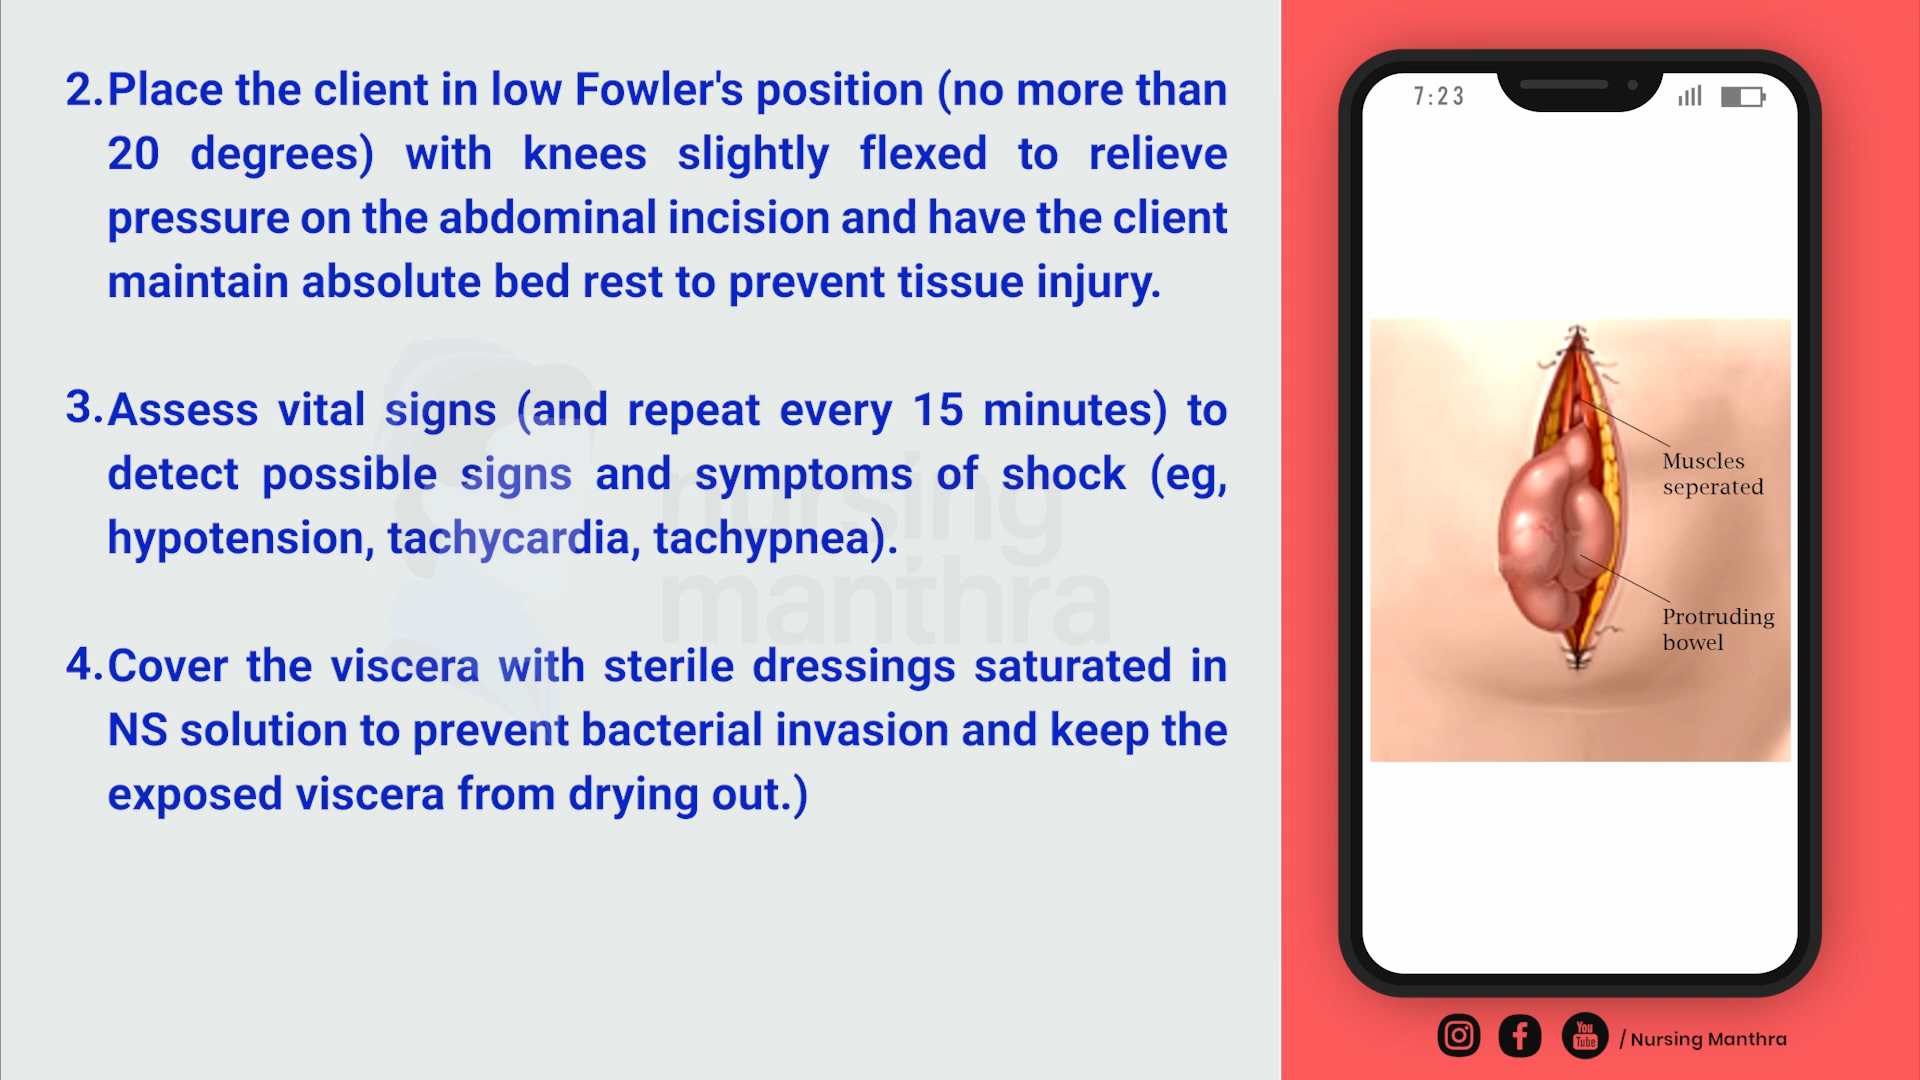 2. Place the client in low Fowler's position (no more than
20 degrees) with knees slightly flexed to relieve
pressure on the abdominal incision and have the client
maintain absolute bed rest to prevent tissue injury.
3. Assess vital signs (and repeat every 15 minutes) to
detect possible signs and symptoms of shock (eg,
hypotension, tachycardia, tachypnea).
4. Cover the viscera with sterile dressings saturated in
NS solution to prevent bacterial invasion and keep the
exposed viscera from drying out.)
nursing
manthra
7:23
Muscles
seperated
Protruding
bowel
You
Tube
/ Nursing Manthra